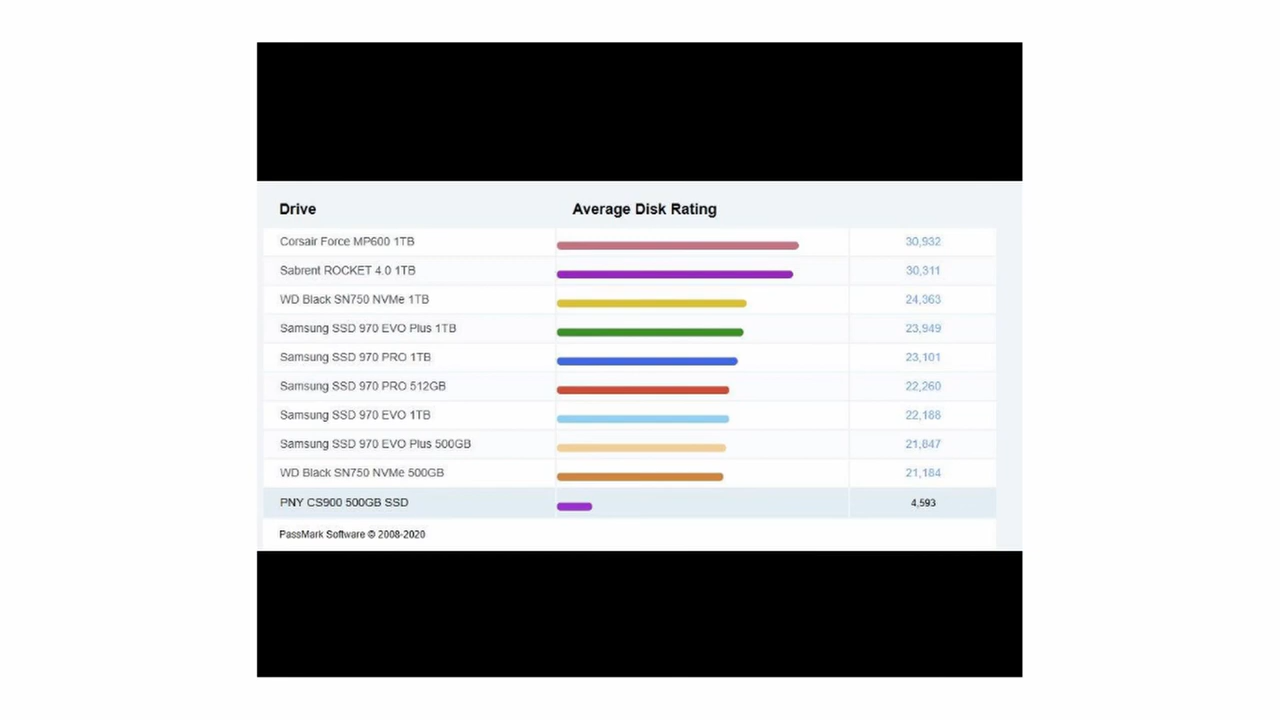 Drive Average Disk Rating
Corsair Force MP600 1TB 30,932
Sabrent ROCKET 4.0 1TB 30,311
WD Black SN750 NVMe 1TB 24,363
Samsung SSD 970 EVO Plus 1TB 23,949
Samsung SSD 970 PRO 1TB 23,101
Samsung SSD 970 PRO 512GB 22,260
Samsung SSD 970 EVO 1TB 22,188
Samsung SSD 970 EVO Plus 500GB 21,847
WD Black SN750 NVMe 500GB 21,184
PNY CS900 500GB SSD 4,593
PassMark Software © 2008-2020